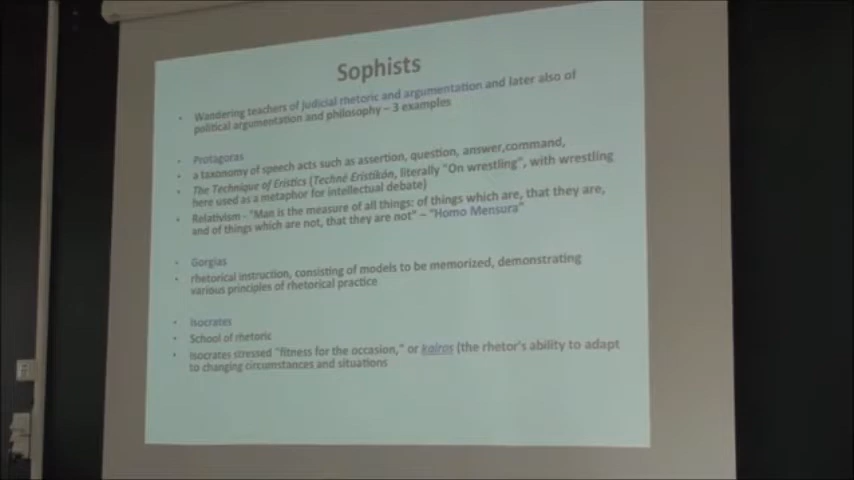 Sophists
• Wandering teachers of judicial rhetoric and argumentation and later also of
political argumentation and philosophy – 3 examples
• Protagoras
• a taxonomy of speech acts such as assertion, question, answer,command,
• The Technique of Eristics (Technē Eristikōn, literally "On wrestling", with wrestling
here used as a metaphor for intellectual debate)
• Relativism - "Man is the measure of all things: of things which are, that they are,
and of things which are not, that they are not" – "Homo Mensura"
• Gorgias
• rhetorical instruction, consisting of models to be memorized, demonstrating
various principles of rhetorical practice
• Isocrates
• School of rhetoric
• Isocrates stressed "fitness for the occasion," or kairos (the rhetor's ability to adapt
to changing circumstances and situations